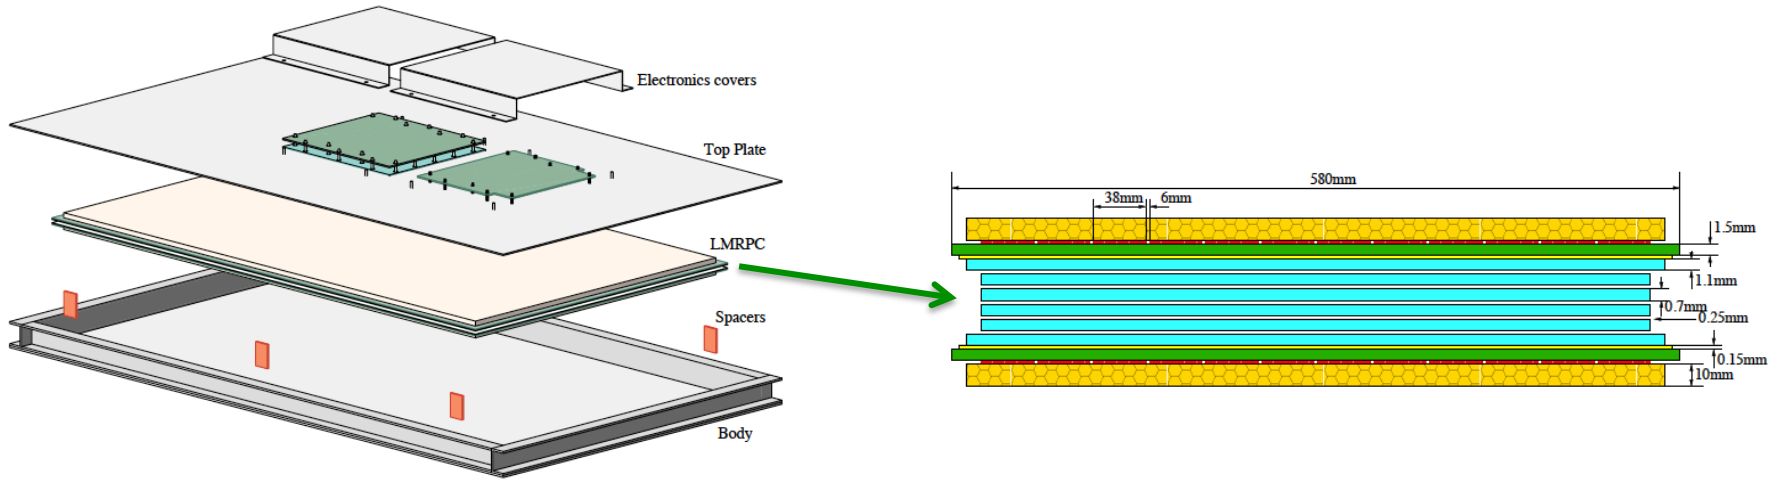 Electronics covers
Top Plate
LMRPC
Spacers
Body
580mm
38mm
6mm
1.5mm
1.1mm
0.7mm
0.25mm
0.15mm
10mm